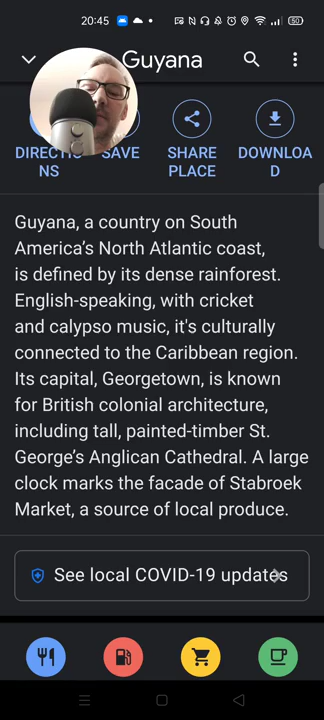 20:45
50
Guyana
DIRECTIO
NS
SAVE
SHARE
PLACE
DOWNLOA
D
Guyana, a country on South
America’s North Atlantic coast,
is defined by its dense rainforest.
English-speaking, with cricket
and calypso music, it's culturally
connected to the Caribbean region.
Its capital, Georgetown, is known
for British colonial architecture,
including tall, painted-timber St.
George’s Anglican Cathedral. A large
clock marks the facade of Stabroek
Market, a source of local produce.
See local COVID-19 updates